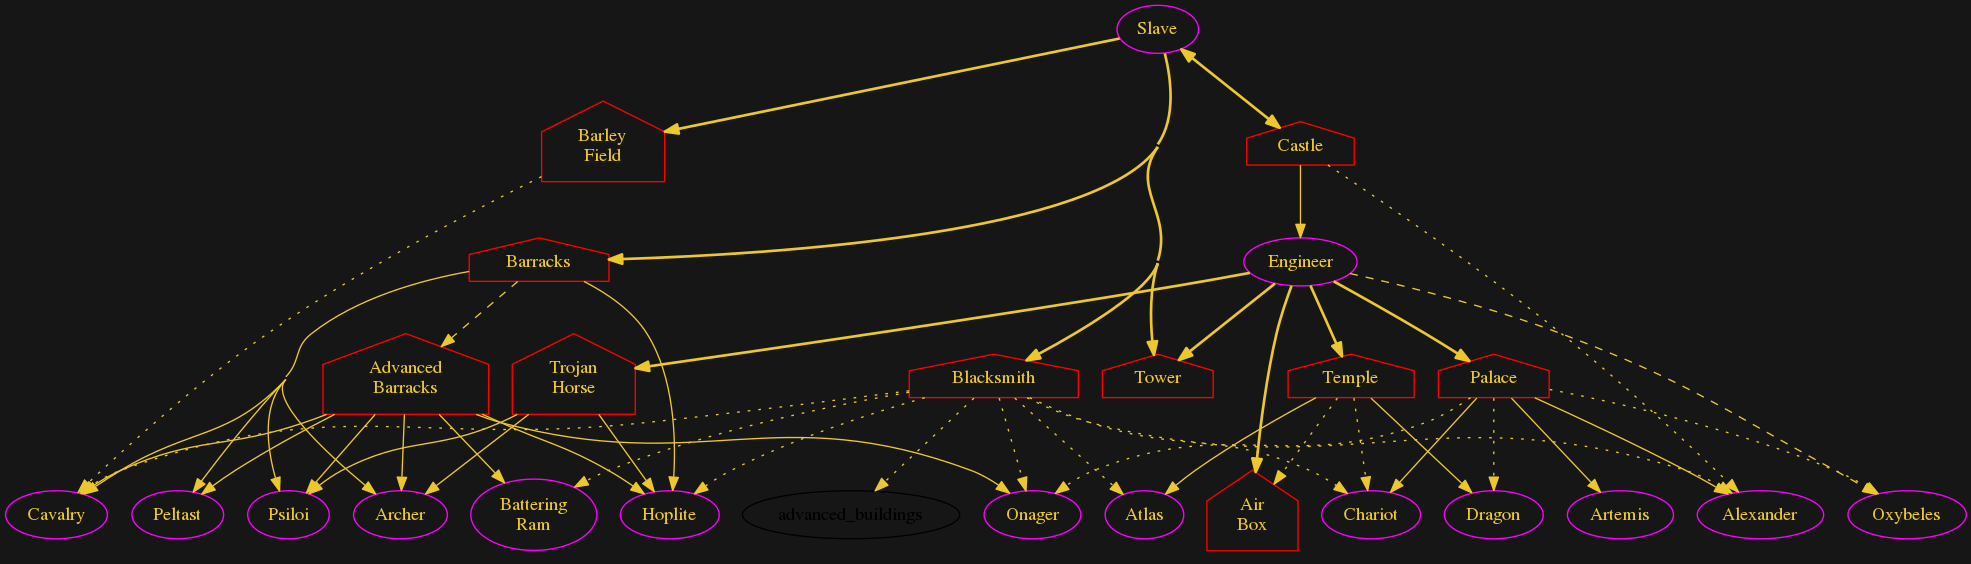 Slave
Barley
Field
Castle
Barracks
Engineer
Advanced
Barracks
Trojan
Horse
Blacksmith
Tower
Temple
Palace
Cavalry
Peltast
Psiloi
Archer
Battering
Ram
Hoplite
advanced_buildings
Onager
Atlas
Air
Box
Chariot
Dragon
Artemis
Alexander
Oxybeles